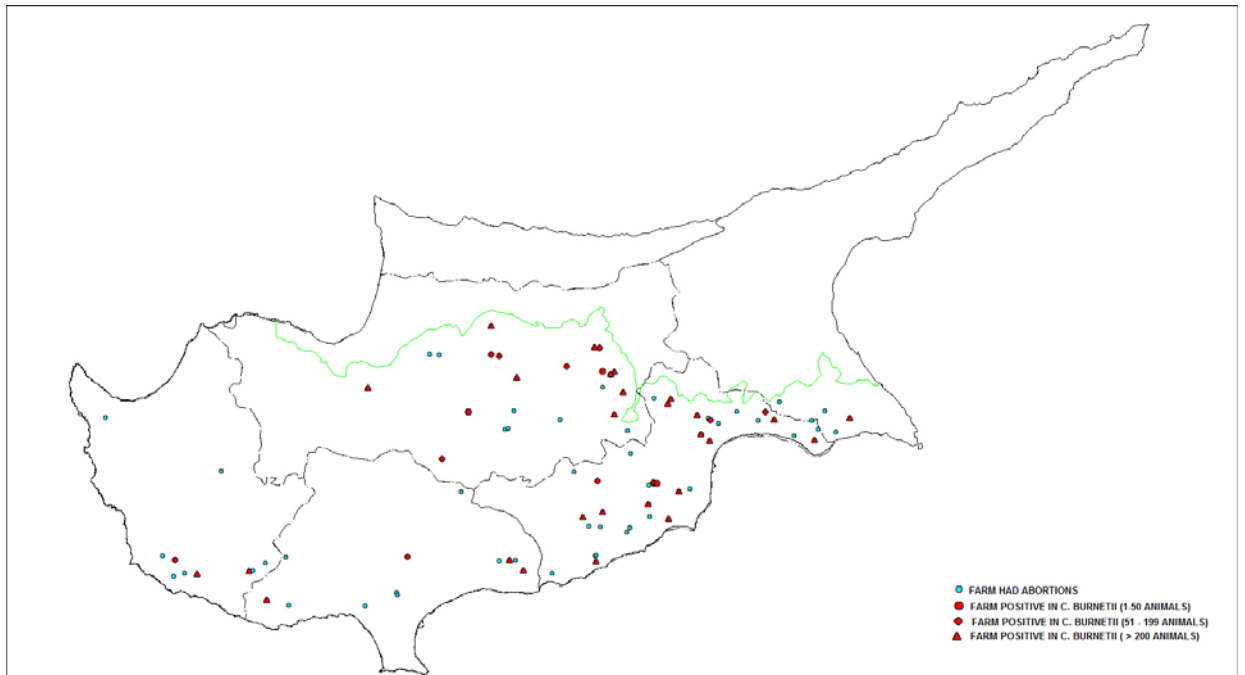 FARM HAD ABORTIONS
FARM POSITIVE IN C. BURNETII (1-50 ANIMALS)
FARM POSITIVE IN C. BURNETII (51 - 199 ANIMALS)
FARM POSITIVE IN C. BURNETII ( > 200 ANIMALS)